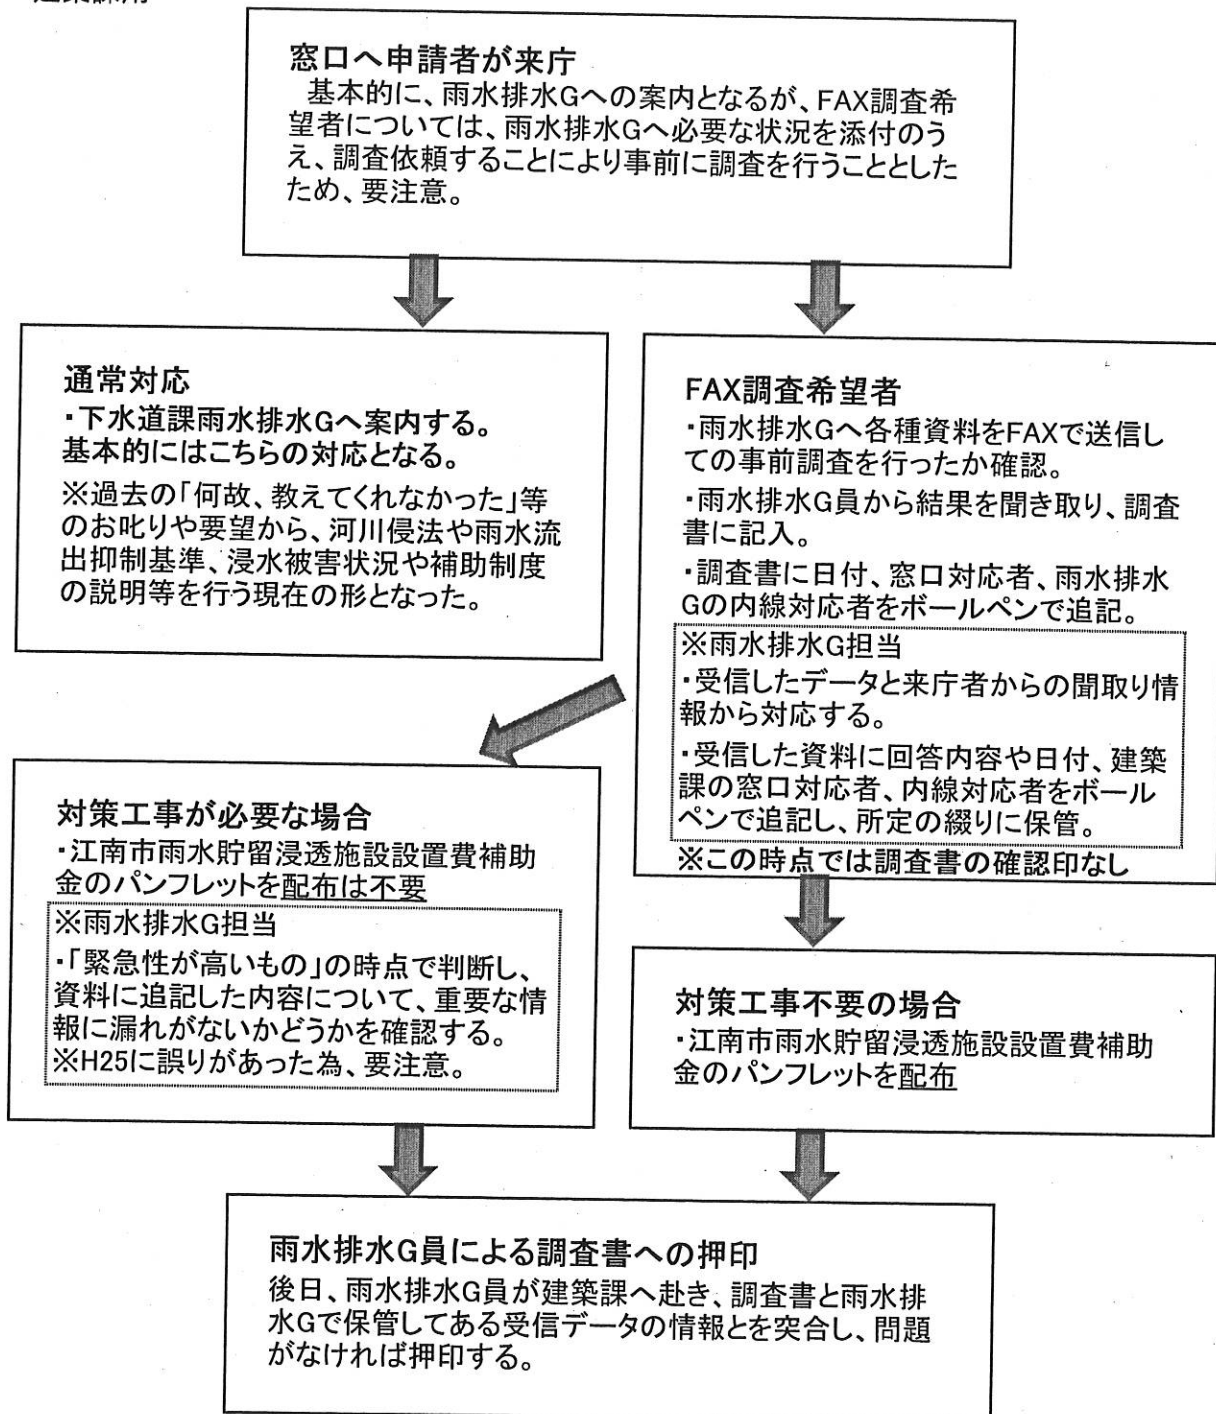 窓口へ申請者が来庁
基本的に、雨水排水Gへの案内となるが、FAX調査希
望者については、雨水排水Gへ必要な状況を添付のう
え、調査依頼することにより事前に調査を行うこととした
ため、要注意。
通常対応
・下水道課雨水排水Gへ案内する。
基本的にはこちらの対応となる。
※過去の「何故、教えてくれなかった」等
のお叱りや要望から、河川侵法や雨水流
出抑制基準、浸水被害状況や補助制度
の説明等を行う現在の形となった。
FAX調査希望者
・雨水排水Gへ各種資料をFAXで送信し
ての事前調査を行ったか確認。
・雨水排水G員から結果を聞き取り、調査
書に記入。
・調査書に日付、窓口対応者、雨水排水
Gの内線対応者をボールペンで追記。
※雨水排水G担当
・受信したデータと来庁者からの聞取り情
報から対応する。
・受信した資料に回答内容や日付、建築
課の窓口対応者、内線対応者をボール
ペンで追記し、所定の綴りに保管。
※この時点では調査書の確認印なし
対策工事が必要な場合
・江南市雨水貯留浸透施設設置費補助
金のパンフレットを配布は不要
※雨水排水G担当
・「緊急性が高いもの」の時点で判断し、
資料に追記した内容について、重要な情
報に漏れがないかどうかを確認する。
※H25に誤りがあった為、要注意。
対策工事不要の場合
・江南市雨水貯留浸透施設設置費補助
金のパンフレットを配布
雨水排水G員による調査書への押印
後日、雨水排水G員が建築課へ赴き、調査書と雨水排
水Gで保管してある受信データの情報とを突合し、問題
がなければ押印する。